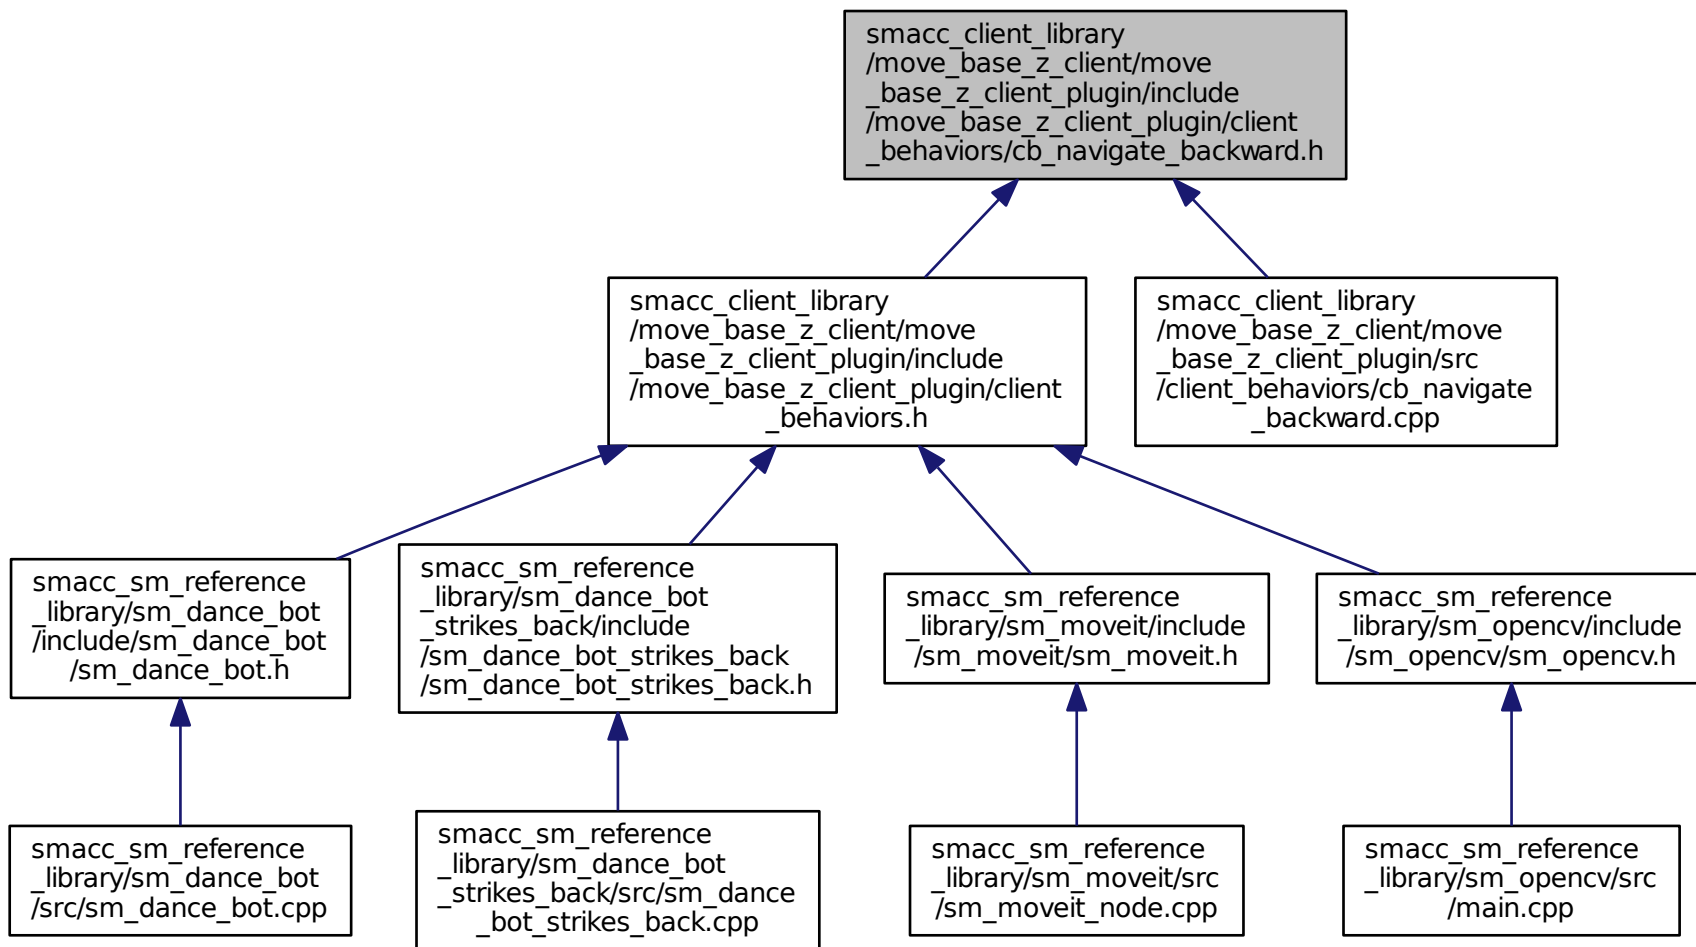 smacc_client_library
/move_base_z_client/move
_base_z_client_plugin/include
/move_base_z_client_plugin/client
_behaviors/cb_navigate_backward.h
smacc_client_library
/move_base_z_client/move
_base_z_client_plugin/include
/move_base_z_client_plugin/client
_behaviors.h
smacc_client_library
/move_base_z_client/move
_base_z_client_plugin/src
/client_behaviors/cb_navigate
_backward.cpp
smacc_sm_reference
_library/sm_dance_bot
/include/sm_dance_bot
/sm_dance_bot.h
smacc_sm_reference
_library/sm_dance_bot
_strikes_back/include
/sm_dance_bot_strikes_back
/sm_dance_bot_strikes_back.h
smacc_sm_reference
_library/sm_moveit/include
/sm_moveit/sm_moveit.h
smacc_sm_reference
_library/sm_opencv/include
/sm_opencv/sm_opencv.h
smacc_sm_reference
_library/sm_dance_bot
/src/sm_dance_bot.cpp
smacc_sm_reference
_library/sm_dance_bot
_strikes_back/src/sm_dance
_bot_strikes_back.cpp
smacc_sm_reference
_library/sm_moveit/src
/sm_moveit_node.cpp
smacc_sm_reference
_library/sm_opencv/src
/main.cpp